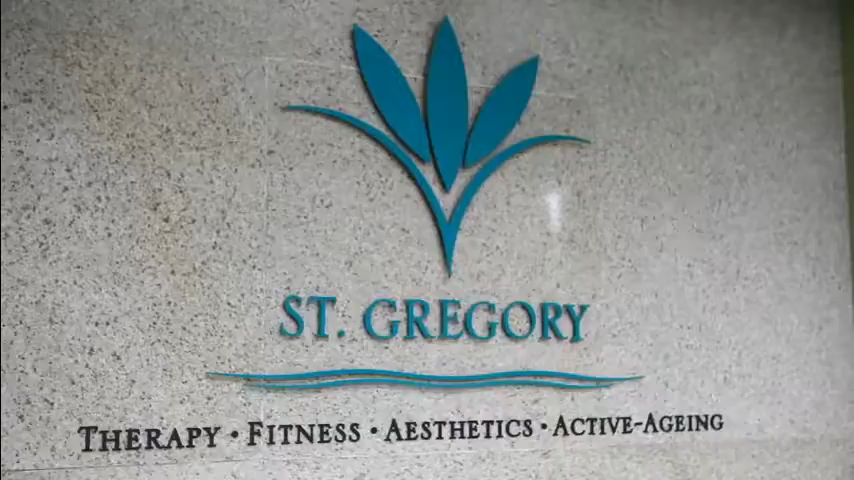 ST. GREGORY
THERAPY • FITNESS • AESTHETICS • ACTIVE-AGEING